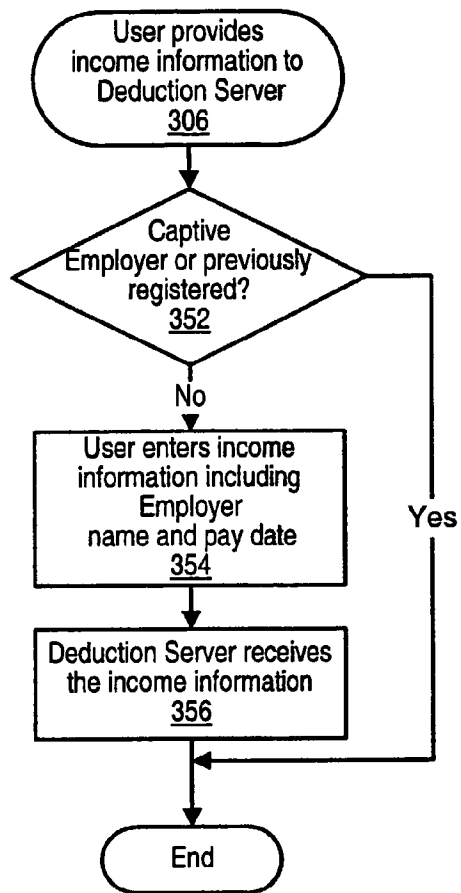 User provides
income information to
Deduction Server
306
Captive
Employer or previously
registered?
352
No
User enters income
information including
Employer
name and pay date
354
Yes
Deduction Server receives
the income information
356
End